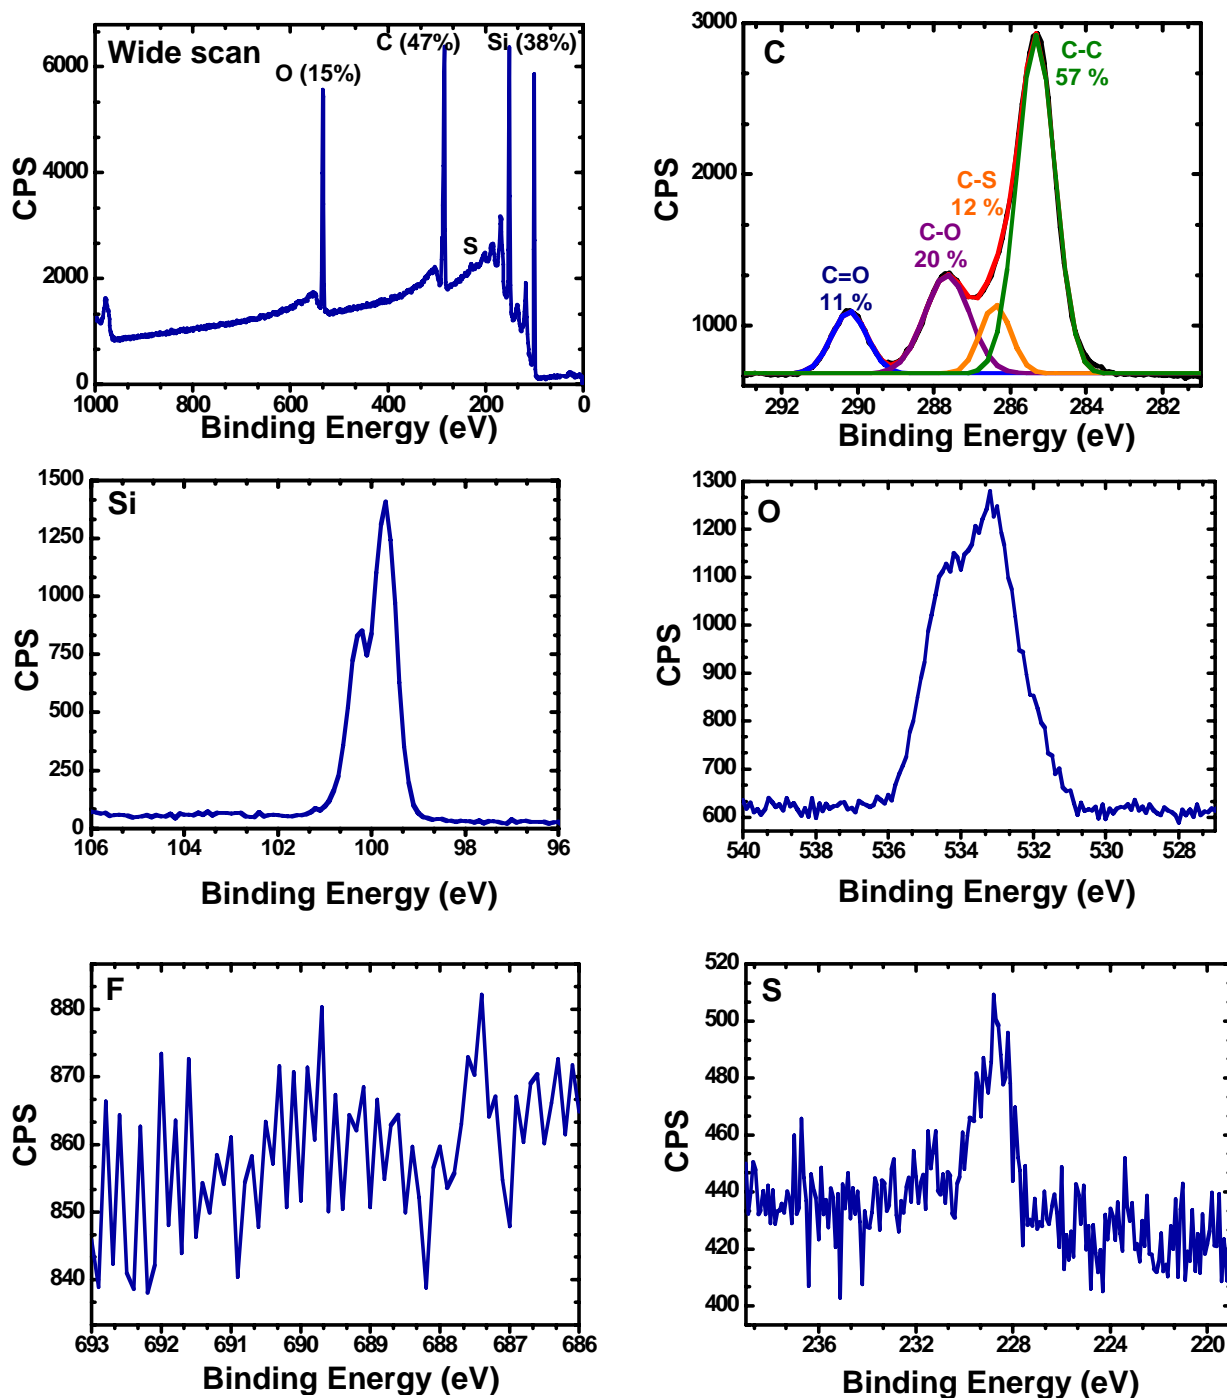 Wide scan
O (15%)
C (47%)
Si (38%)
S
CPS
6000
4000
2000
0
1000
800
600
400
200
0
Binding Energy (eV)
C
C-C
57 %
C-S
12 %
C-O
20 %
C=O
11 %
CPS
3000
2000
1000
292
290
288
286
284
282
Binding Energy (eV)
Si
CPS
1500
1250
1000
750
500
250
0
106
104
102
100
98
96
Binding Energy (eV)
O
CPS
1300
1200
1100
1000
900
800
700
600
540
538
536
534
532
530
528
Binding Energy (eV)
F
CPS
880
870
860
850
840
693
692
691
690
689
688
687
686
Binding Energy (eV)
S
CPS
520
500
480
460
440
420
400
236
232
228
224
220
Binding Energy (eV)